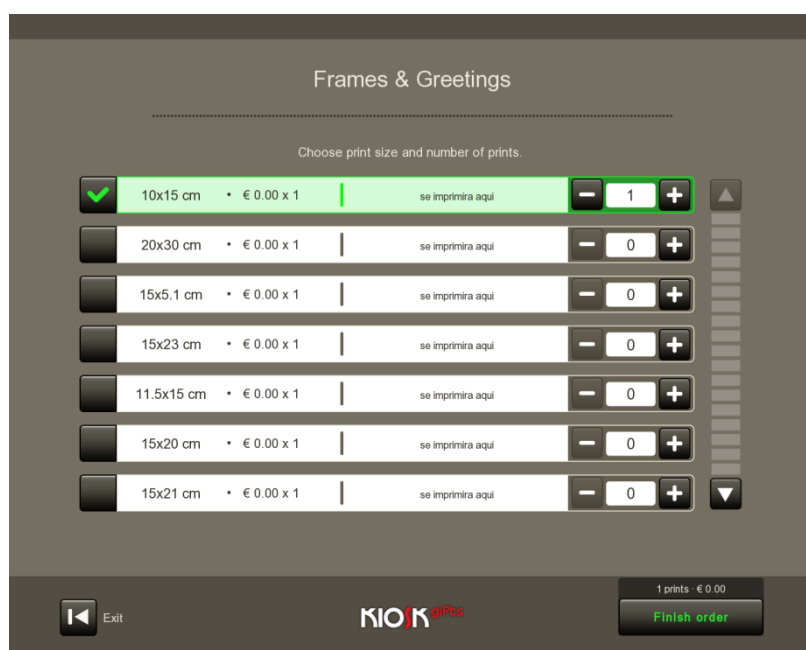 Frames & Greetings
Choose print size and number of prints.
10x15 cm • € 0.00 x 1 se imprimira aqui 1
20x30 cm • € 0.00 x 1 se imprimira aqui 0
15x5.1 cm • € 0.00 x 1 se imprimira aqui 0
15x23 cm • € 0.00 x 1 se imprimira aqui 0
11.5x15 cm • € 0.00 x 1 se imprimira aqui 0
15x20 cm • € 0.00 x 1 se imprimira aqui 0
15x21 cm • € 0.00 x 1 se imprimira aqui 0
1 prints · € 0.00
Exit KIOSK gifts Finish order